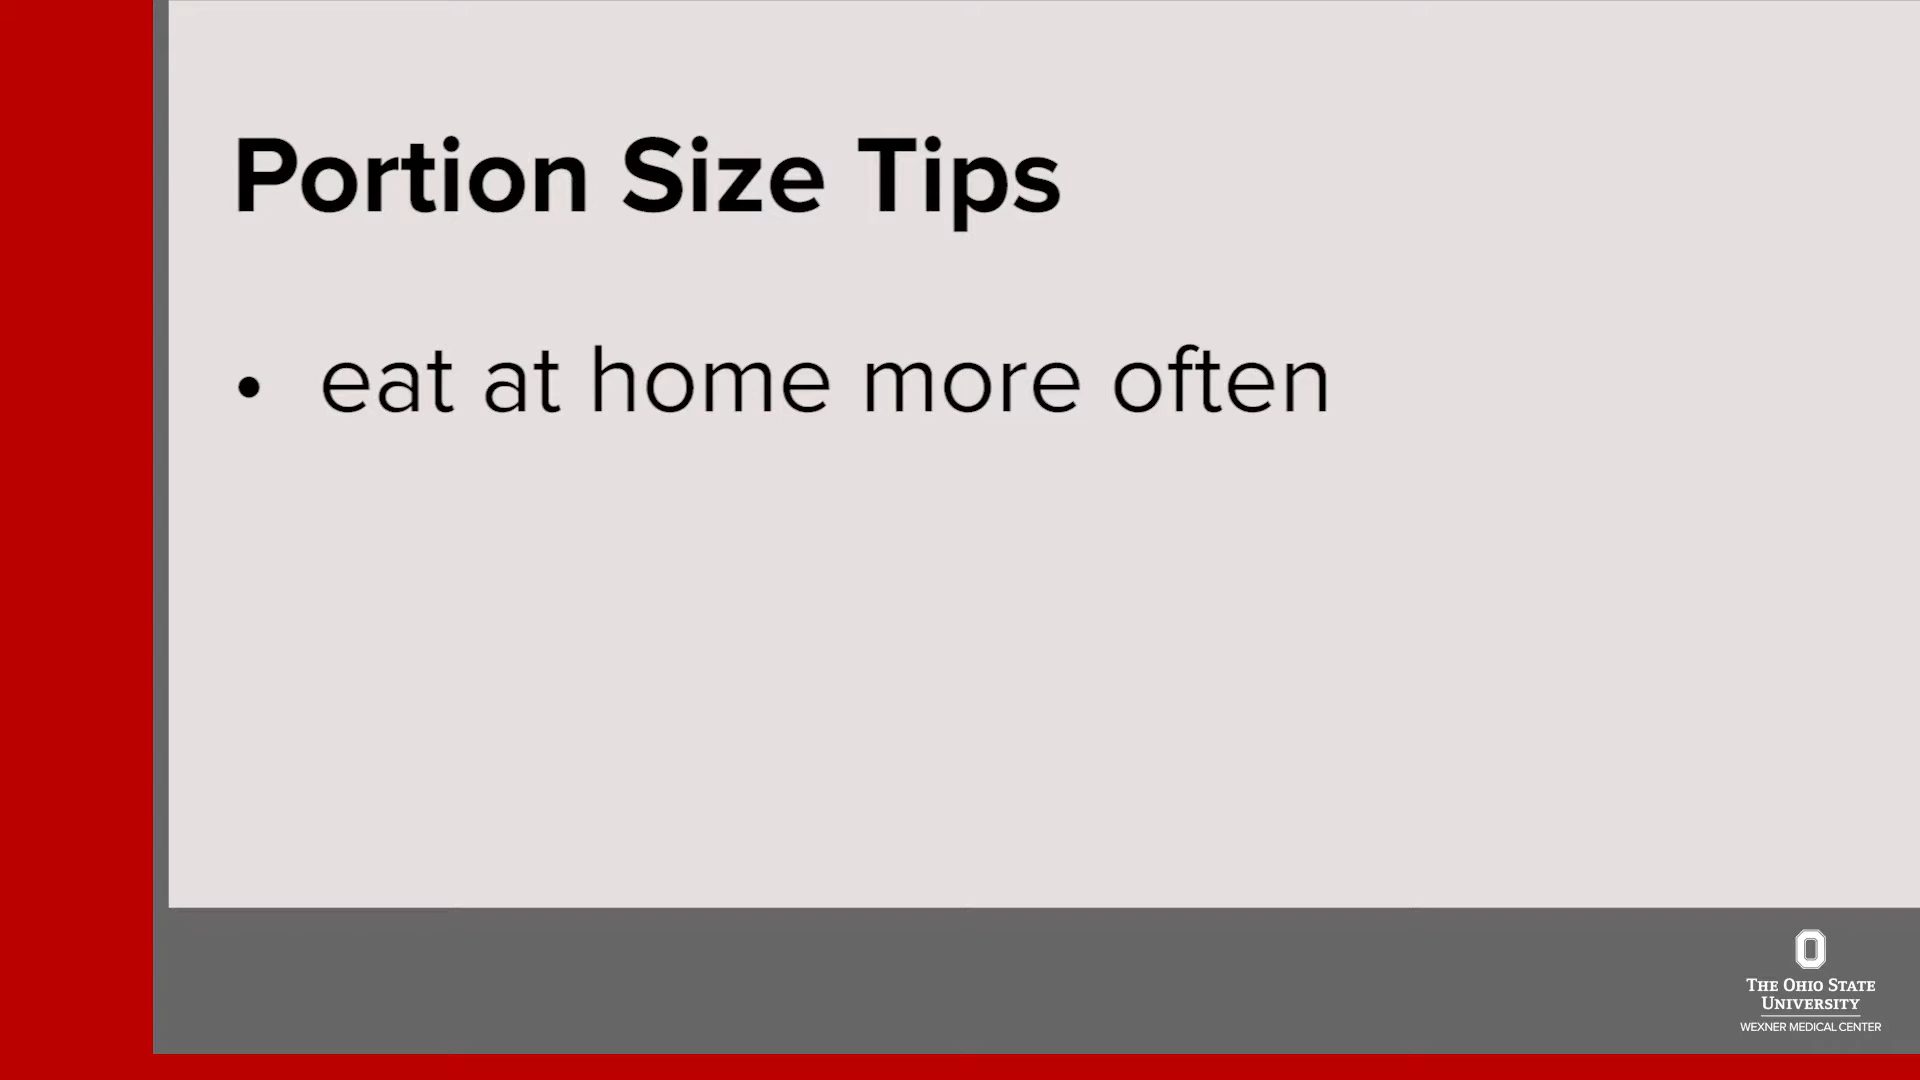 Portion Size Tips
• eat at home more often
THE OHIO STATE
UNIVERSITY
WEXNER MEDICAL CENTER